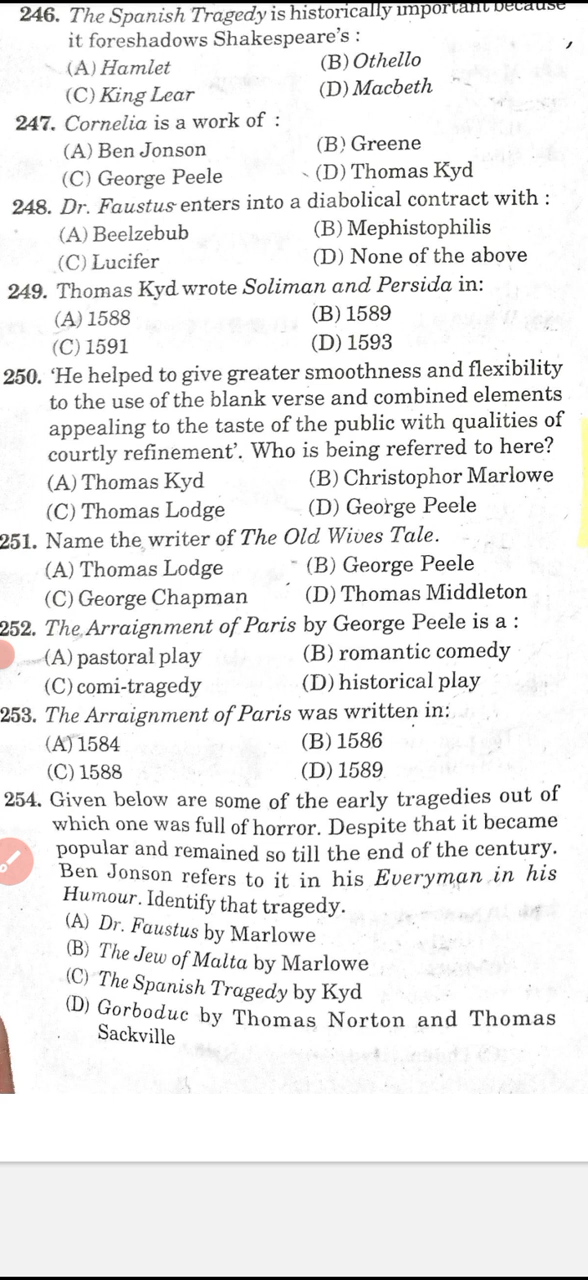 246. The Spanish Tragedy is historically important because
it foreshadows Shakespeare's :
(A) Hamlet (B) Othello
(C) King Lear (D) Macbeth
247. Cornelia is a work of :
(A) Ben Jonson (B) Greene
(C) George Peele (D) Thomas Kyd
248. Dr. Faustus enters into a diabolical contract with :
(A) Beelzebub (B) Mephistophilis
(C) Lucifer (D) None of the above
249. Thomas Kyd wrote Soliman and Persida in:
(A) 1588 (B) 1589
(C) 1591 (D) 1593
250. 'He helped to give greater smoothness and flexibility
to the use of the blank verse and combined elements
appealing to the taste of the public with qualities of
courtly refinement'. Who is being referred to here?
(A) Thomas Kyd (B) Christophor Marlowe
(C) Thomas Lodge (D) George Peele
251. Name the writer of The Old Wives Tale.
(A) Thomas Lodge (B) George Peele
(C) George Chapman (D) Thomas Middleton
252. The Arraignment of Paris by George Peele is a :
(A) pastoral play (B) romantic comedy
(C) comi-tragedy (D) historical play
253. The Arraignment of Paris was written in:
(A) 1584 (B) 1586
(C) 1588 (D) 1589
254. Given below are some of the early tragedies out of
which one was full of horror. Despite that it became
popular and remained so till the end of the century.
Ben Jonson refers to it in his Everyman in his
Humour. Identify that tragedy.
(A) Dr. Faustus by Marlowe
(B) The Jew of Malta by Marlowe
(C) The Spanish Tragedy by Kyd
(D) Gorboduc by Thomas Norton and Thomas
Sackville